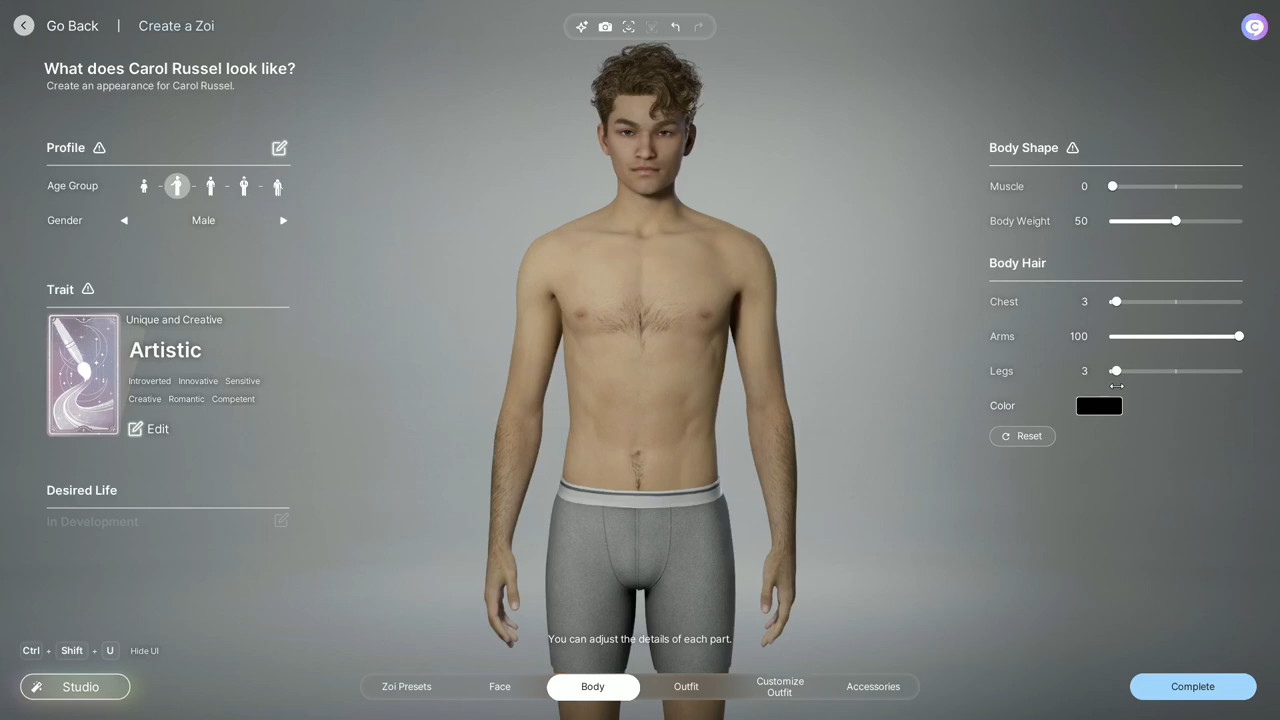 Go Back | Create a Zoi
What does Carol Russel look like?
Create an appearance for Carol Russel.
Profile
Age Group
Gender Male
Trait
Unique and Creative
Artistic
Introverted Innovative Sensitive
Creative Romantic Competent
Edit
Desired Life
In Development
Body Shape
Muscle 0
Body Weight 50
Body Hair
Chest 3
Arms 100
Legs 3
Color
Reset
You can adjust the details of each part.
Ctrl + Shift + U Hide UI
Studio
Zoi Presets
Face
Body
Outfit
Customize
Outfit
Accessories
Complete